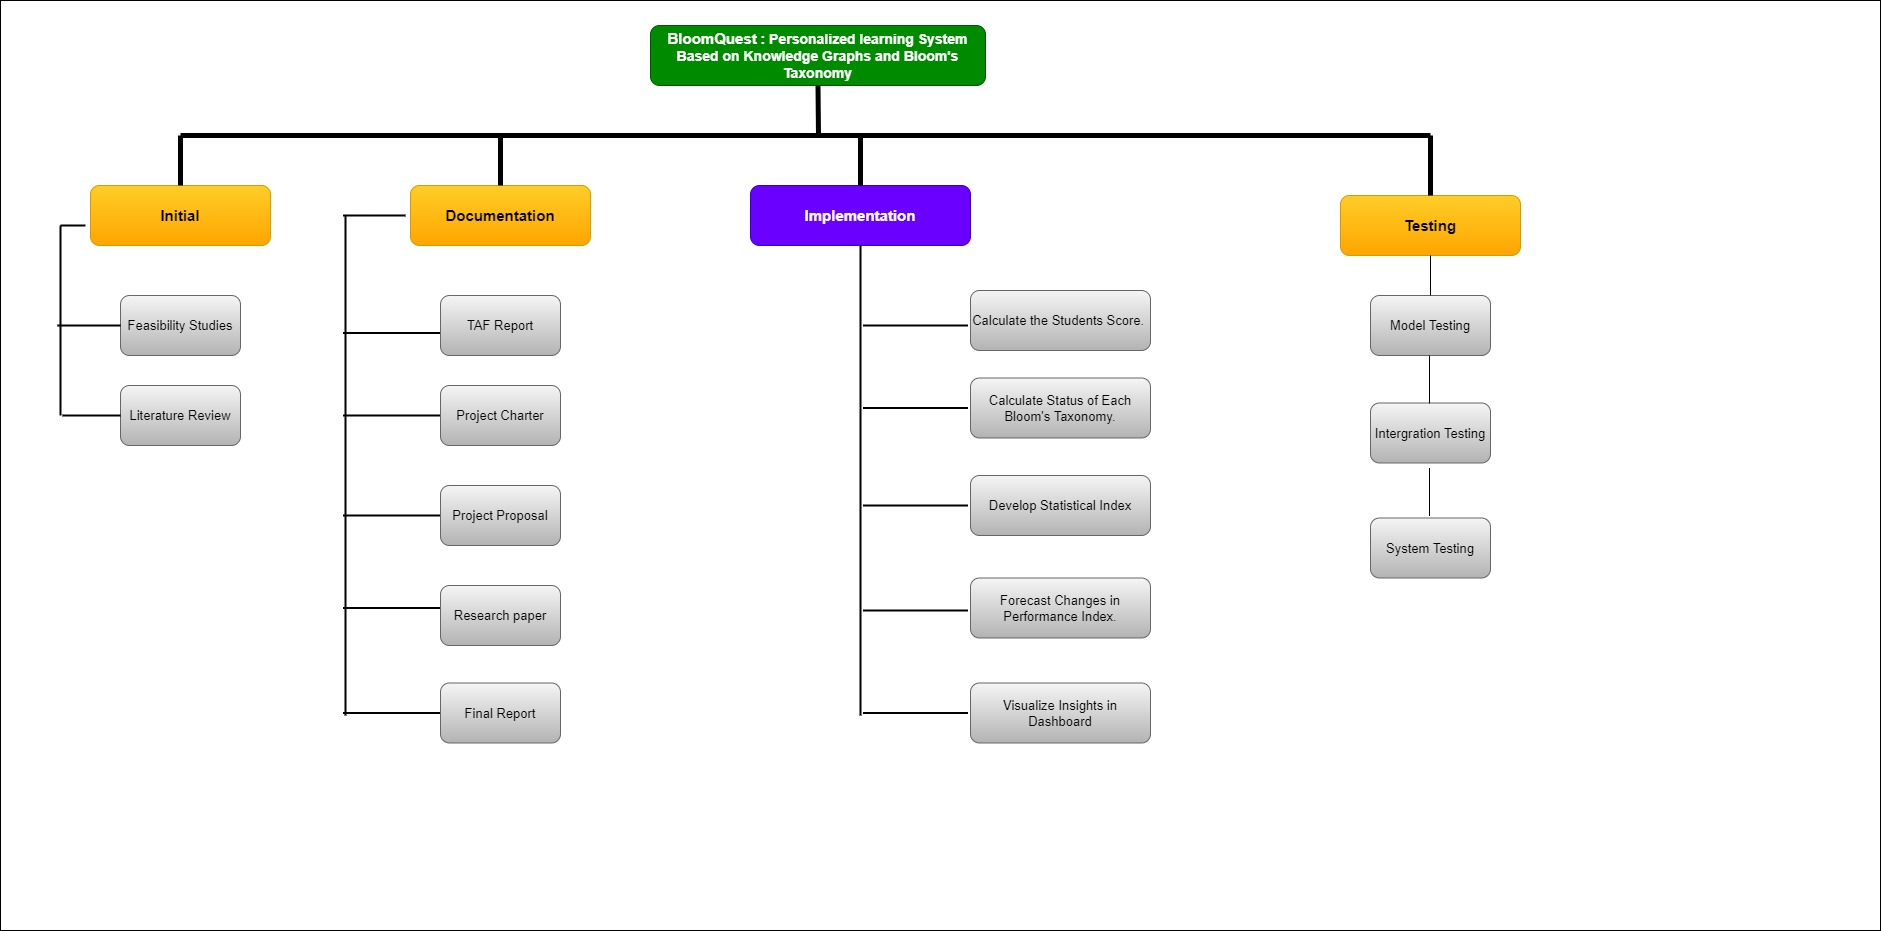 BloomQuest : Personalized learning System
Based on Knowledge Graphs and Bloom's
Taxonomy
Initial
Feasibility Studies
Literature Review
Documentation
TAF Report
Project Charter
Project Proposal
Research paper
Final Report
Implementation
Calculate the Students Score.
Calculate Status of Each
Bloom's Taxonomy.
Develop Statistical Index
Forecast Changes in
Performance Index.
Visualize Insights in
Dashboard
Testing
Model Testing
Intergration Testing
System Testing